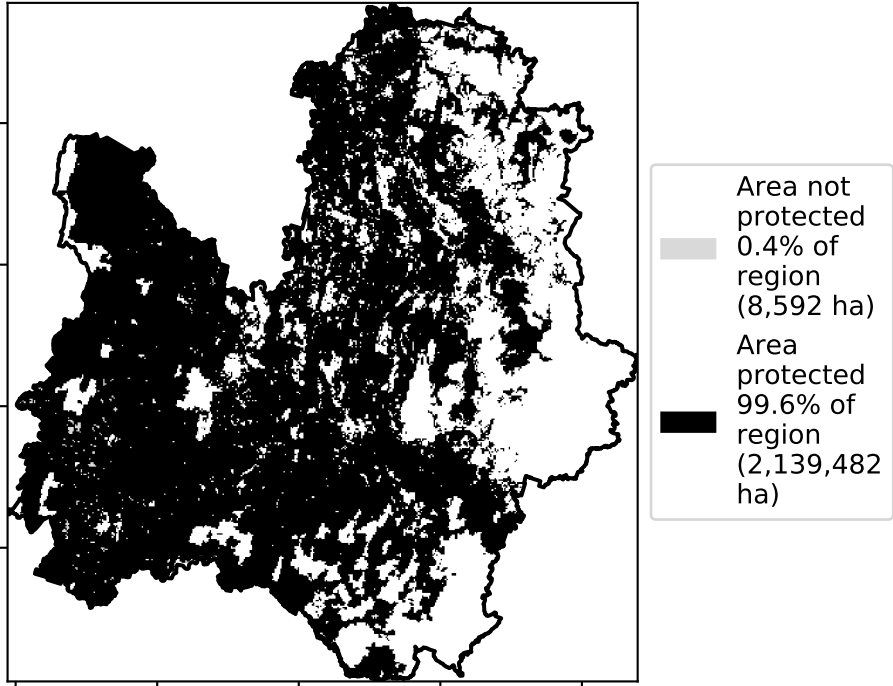 Area not
protected
0.4% of
region
(8,592 ha)
Area
protected
99.6% of
region
(2,139,482
ha)